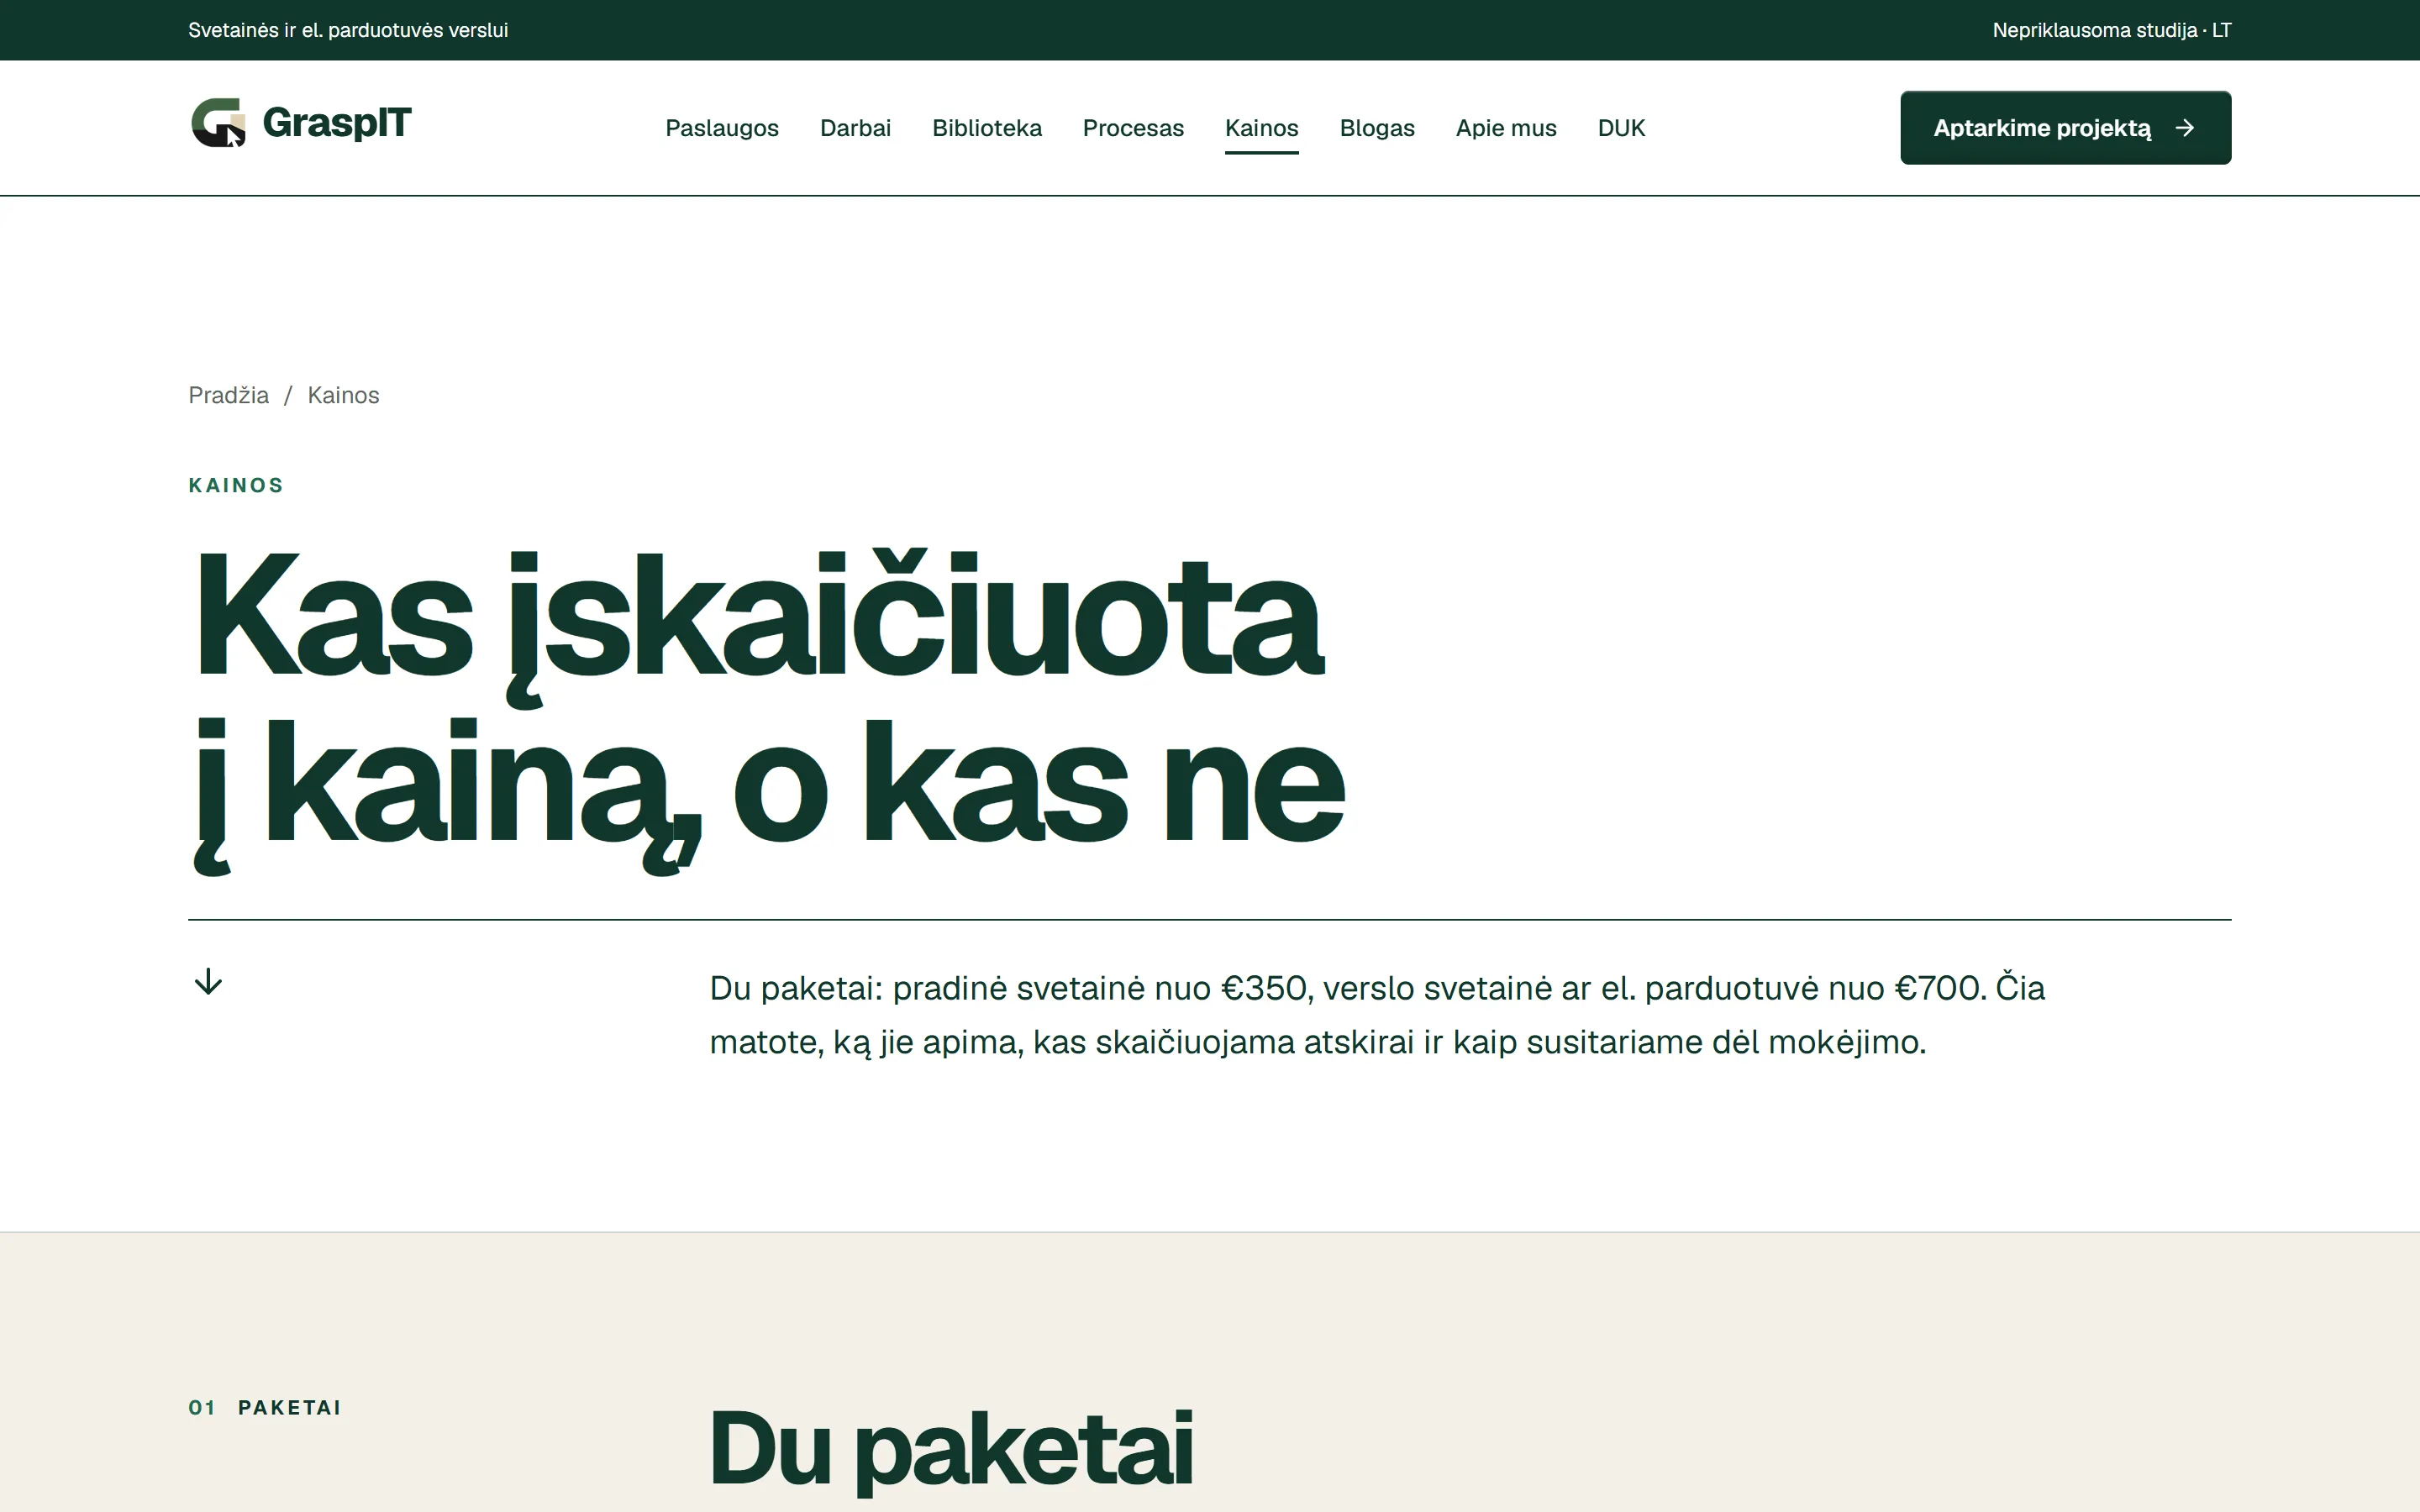 Svetainės ir el. parduotuvės verslui
Nepriklausoma studija · LT
GraspIT
Paslaugos
Darbai
Biblioteka
Procesas
Kainos
Blogas
Apie mus
DUK
Aptarkime projektą →
Pradžia / Kainos
KAINOS
Kas įskaičiuota
į kainą, o kas ne
Du paketai: pradinė svetainė nuo €350, verslo svetainė ar el. parduotuvė nuo €700. Čia
matote, ką jie apima, kas skaičiuojama atskirai ir kaip susitariame dėl mokėjimo.
01 PAKETAI
Du paketai